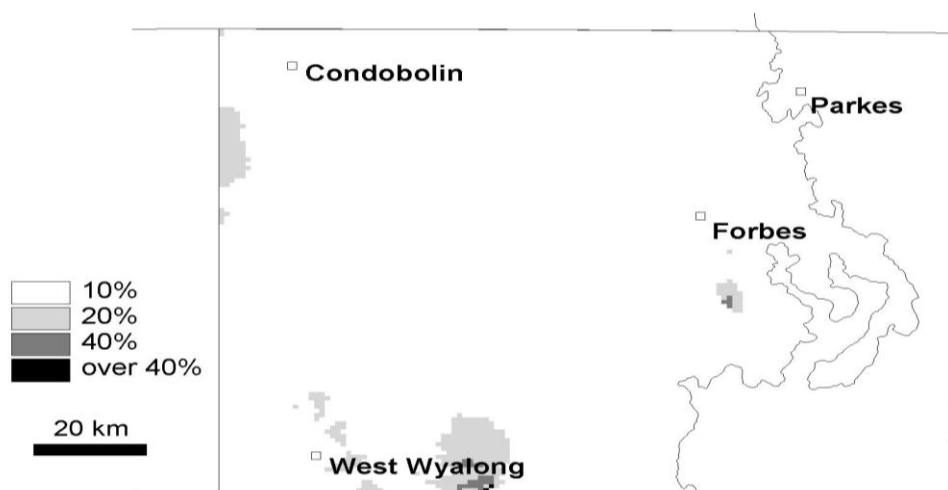 Condobolin
Parkes
Forbes
10%
20%
40%
over 40%
20 km
West Wyalong